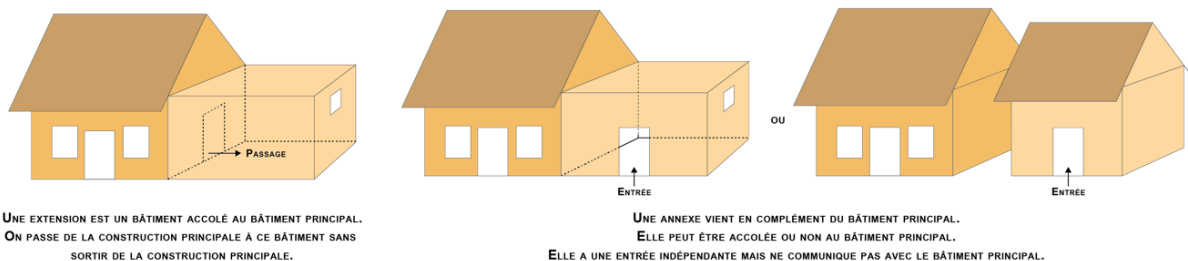 PASSAGE
ENTRÉE
OU
ENTRÉE
UNE EXTENSION EST UN BÂTIMENT ACCOLÉ AU BÂTIMENT PRINCIPAL.
ON PASSE DE LA CONSTRUCTION PRINCIPALE À CE BÂTIMENT SANS
SORTIR DE LA CONSTRUCTION PRINCIPALE.
UNE ANNEXE VIENT EN COMPLÉMENT DU BÂTIMENT PRINCIPAL.
ELLE PEUT ÊTRE ACCOLÉE OU NON AU BÂTIMENT PRINCIPAL.
ELLE A UNE ENTRÉE INDÉPENDANTE MAIS NE COMMUNIQUE PAS AVEC LE BÂTIMENT PRINCIPAL.